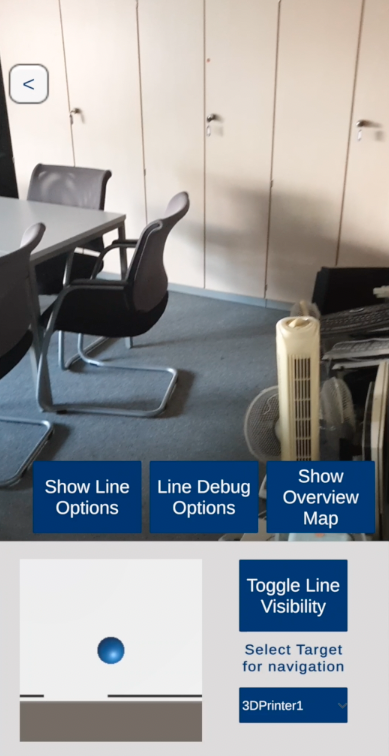 <
Show Line
Options
Line Debug
Options
Show
Overview
Map
Toggle Line
Visibility
Select Target
for navigation
3DPrinter1